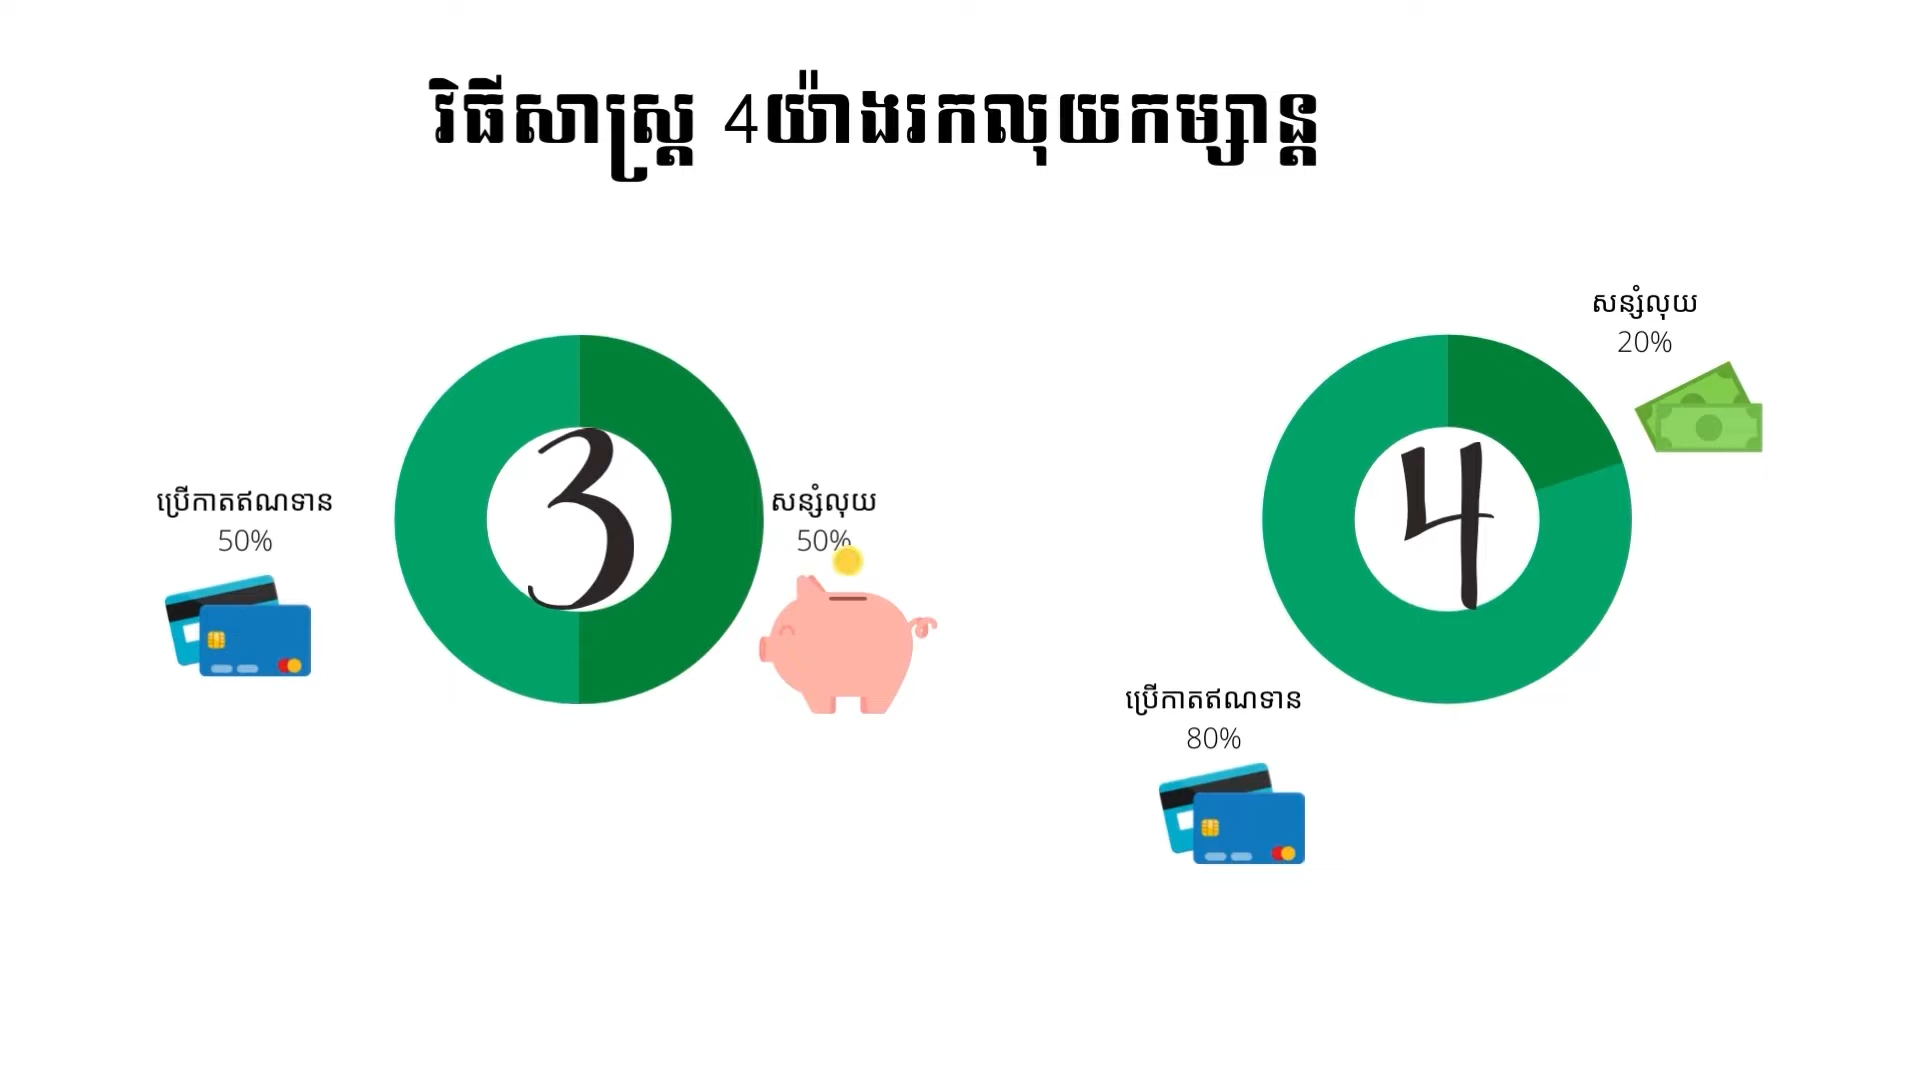 វិធីសាស្ត្រ 4យ៉ាងរកលុយកម្សាន្ត
ប្រើកាតឥណទាន
50%
3
សន្សំលុយ
50%
សន្សំលុយ
20%
4
ប្រើកាតឥណទាន
80%